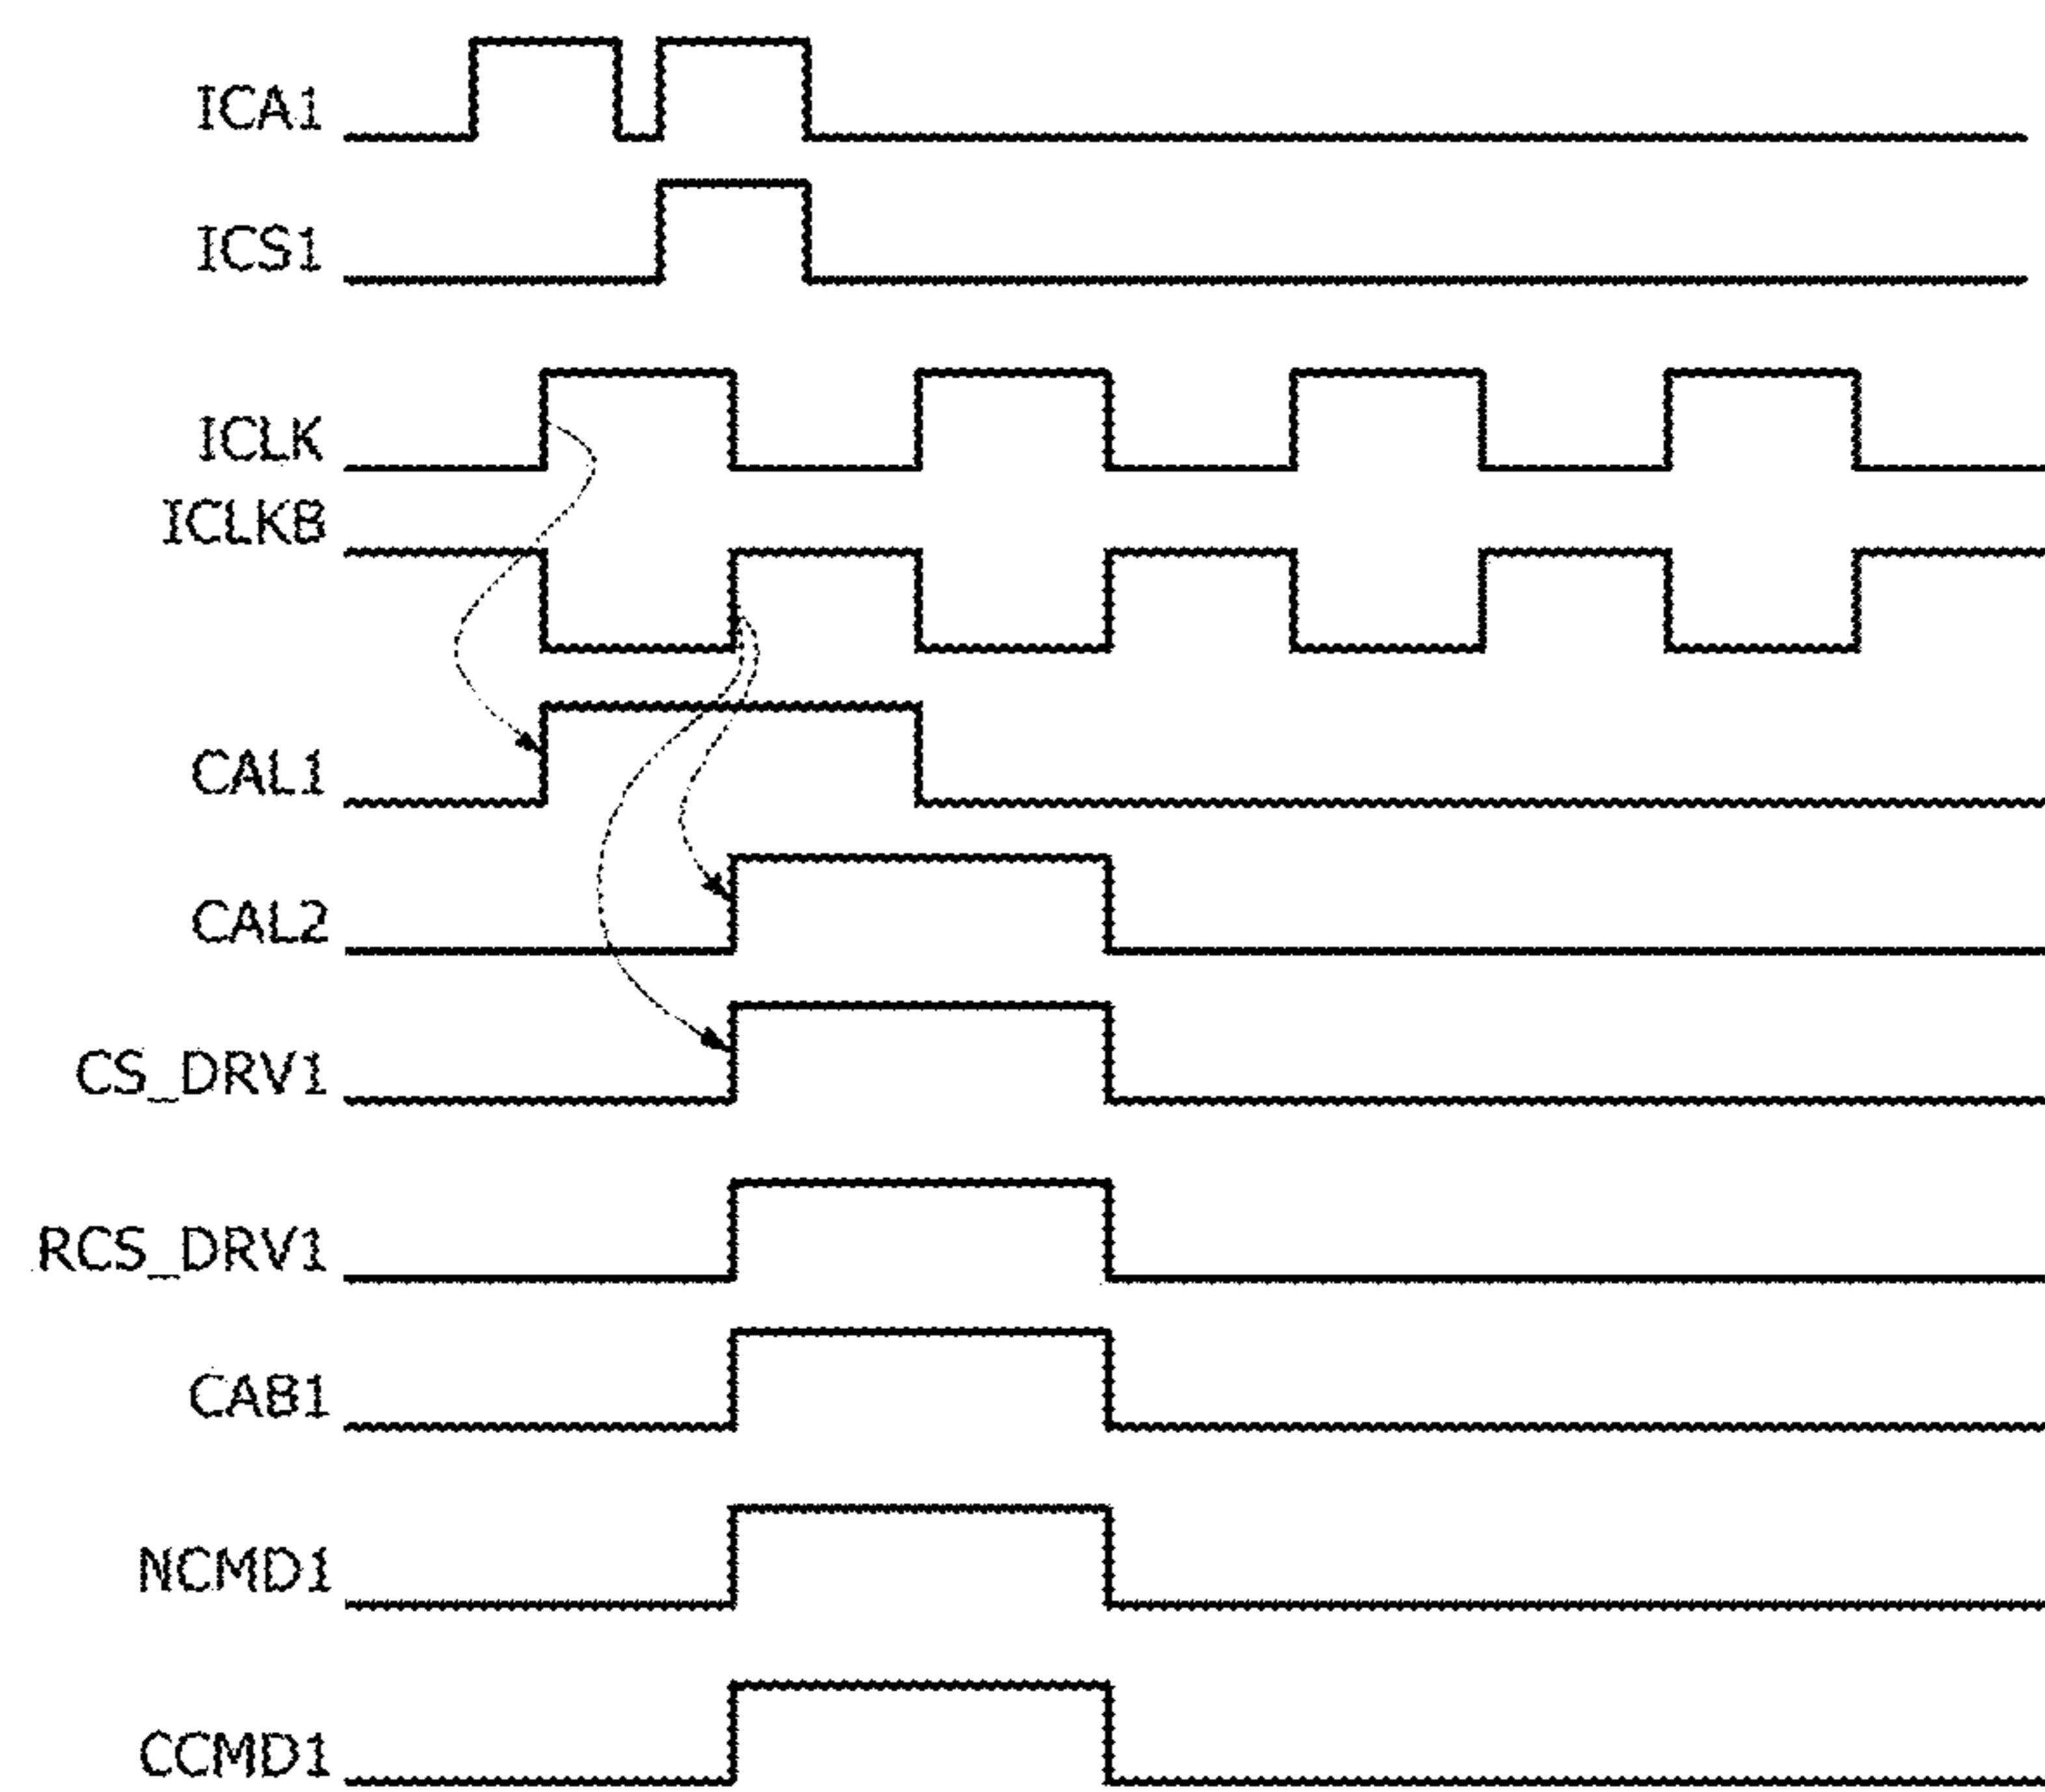 ICA1
ICS1
ICLK
ICLKB
CAL1
CAL2
CS_DRV1
RCS_DRV1
CAB1
NCMD1
CCMD1